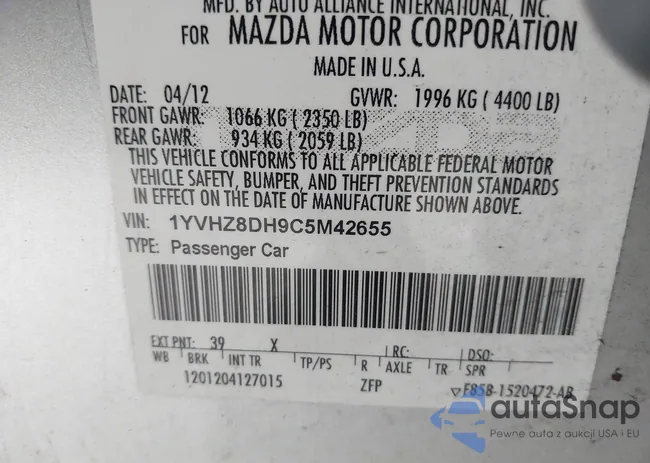 MFD. BY AUTO ALLIANCE INTERNATIONAL, INC.
FOR MAZDA MOTOR CORPORATION
MADE IN U.S.A.
DATE: 04/12 GVWR: 1996 KG ( 4400 LB)
FRONT GAWR: 1066 KG ( 2350 LB)
REAR GAWR: 934 KG ( 2059 LB)
THIS VEHICLE CONFORMS TO ALL APPLICABLE FEDERAL MOTOR
VEHICLE SAFETY, BUMPER, AND THEFT PREVENTION STANDARDS
IN EFFECT ON THE DATE OF MANUFACTURE SHOWN ABOVE.
VIN: 1YVHZ8DH9C5M42655
TYPE: Passenger Car
EXT PNT: 39 X RC: DSO:
WB BRK INT TR TP/PS R AXLE TR SPR
1201204127015 ZFP ▽F85B-1520472-AB
autaSnap
Pewne auta z aukcji USA i EU